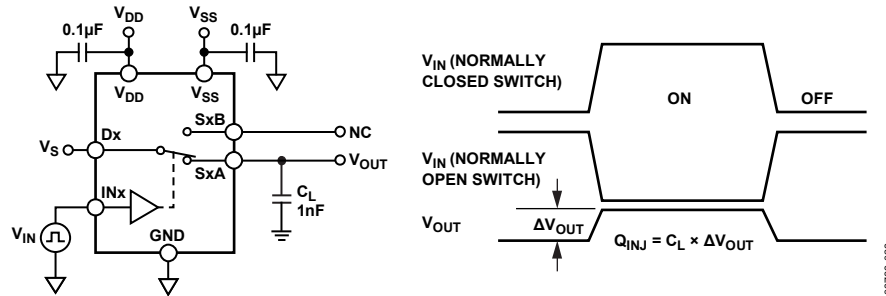 VDD
VSS
0.1µF
0.1µF
VDD
VSS
SxB
NC
VS
Dx
SxA
VOUT
INx
CL
1nF
VIN
GND
VIN (NORMALLY
CLOSED SWITCH)
ON
OFF
VIN (NORMALLY
OPEN SWITCH)
VOUT
ΔVOUT
QINJ = CL × ΔVOUT